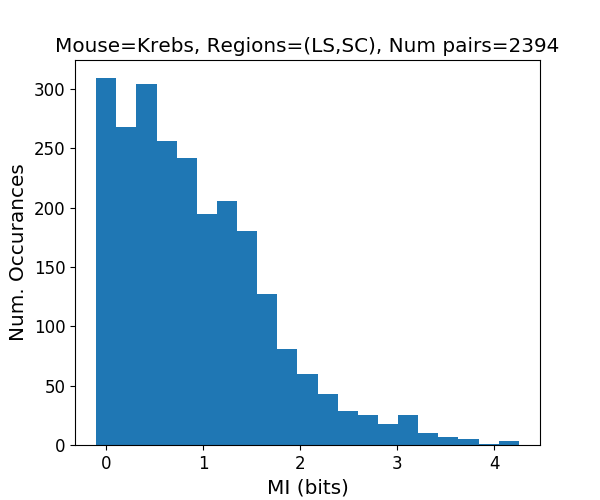 Mouse=Krebs, Regions=(LS,SC), Num pairs=2394
Num. Occurances
300
250
200
150
100
50
0
0 1 2 3 4
MI (bits)